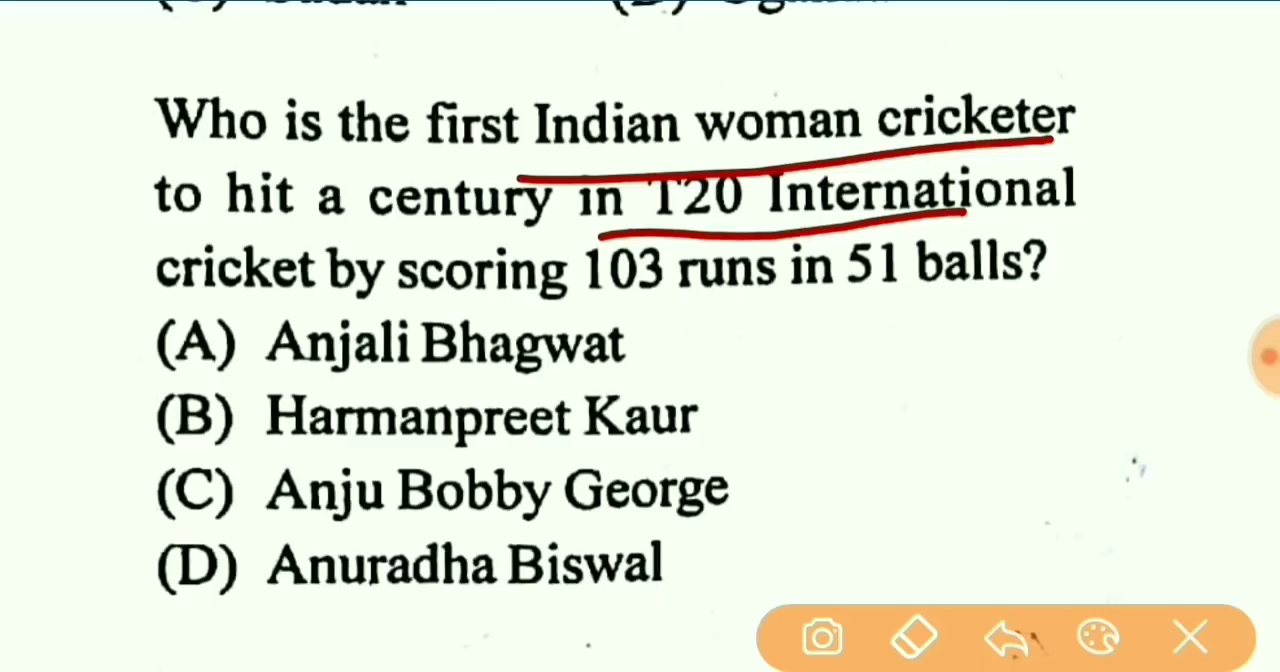 Who is the first Indian woman cricketer
to hit a century in T20 International
cricket by scoring 103 runs in 51 balls?
(A) Anjali Bhagwat
(B) Harmanpreet Kaur
(C) Anju Bobby George
(D) Anuradha Biswal